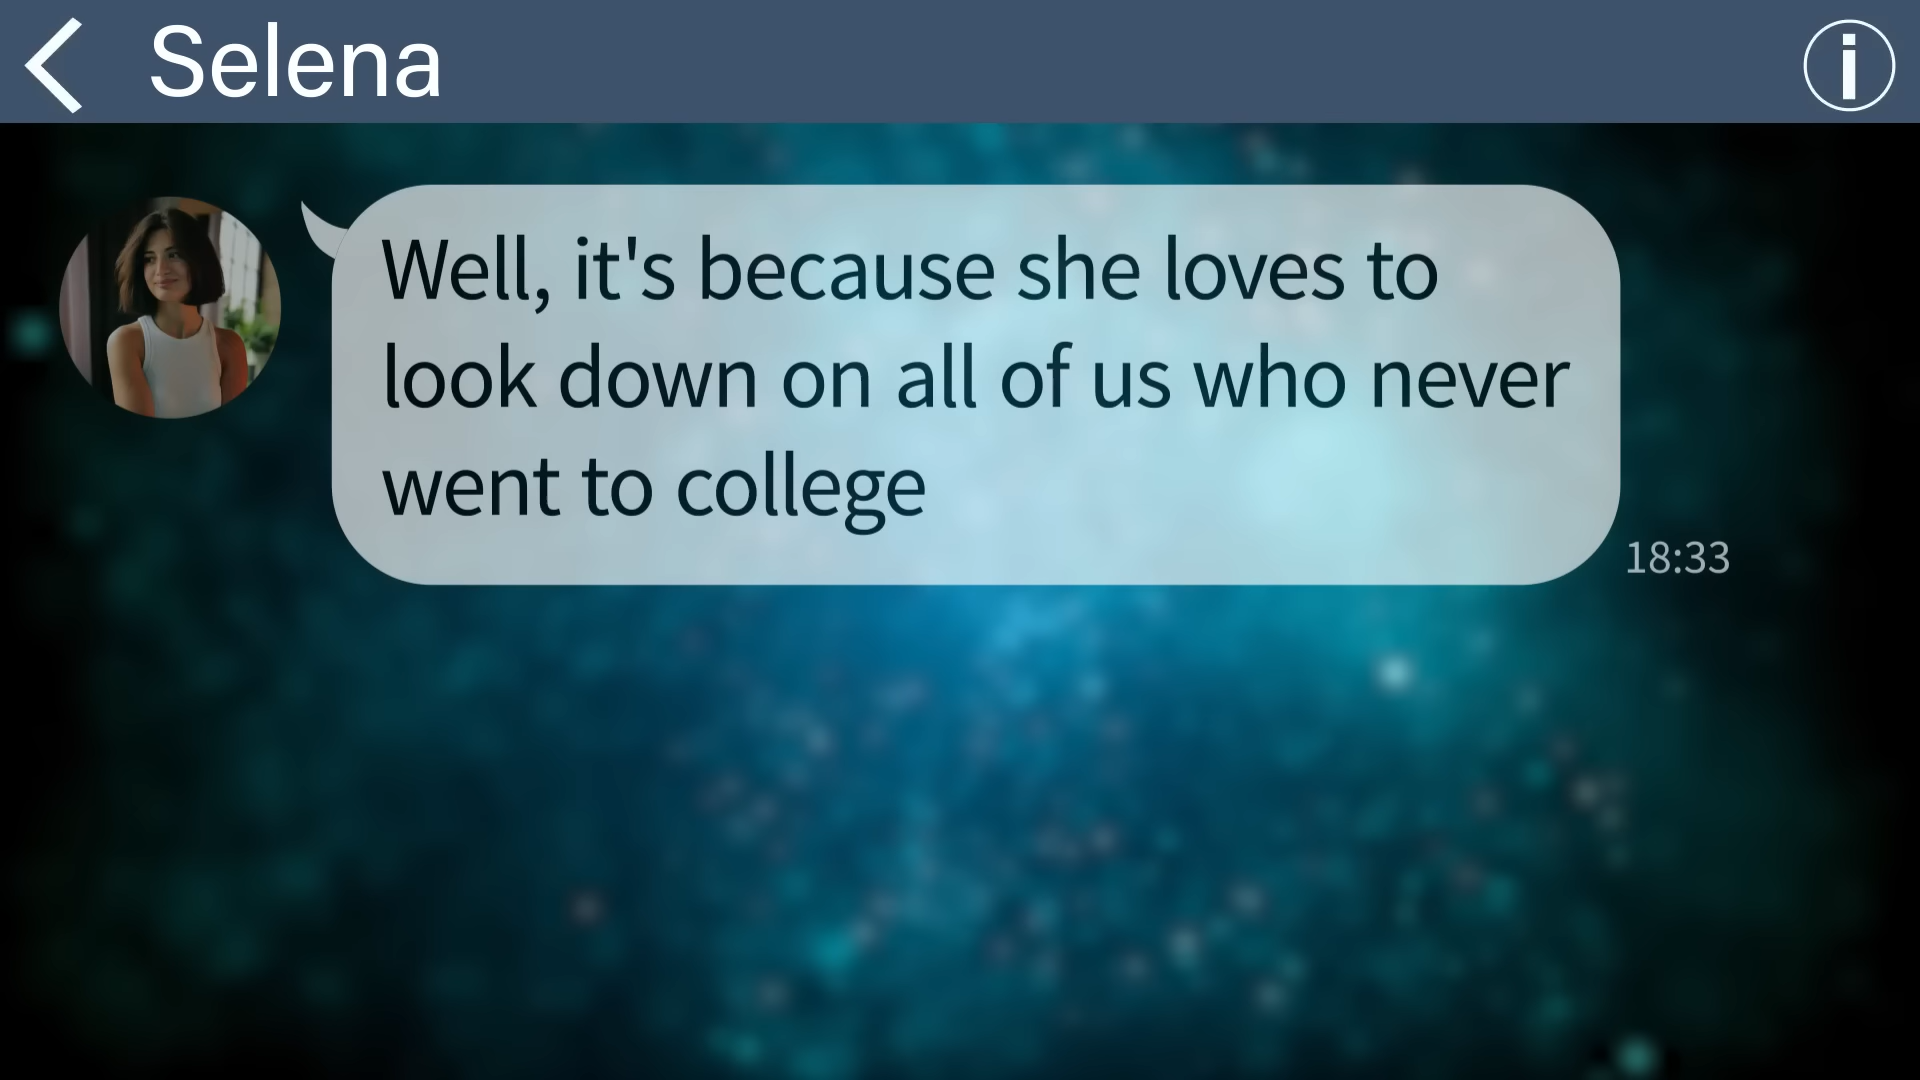 Selena
Well, it's because she loves to
look down on all of us who never
went to college
18:33